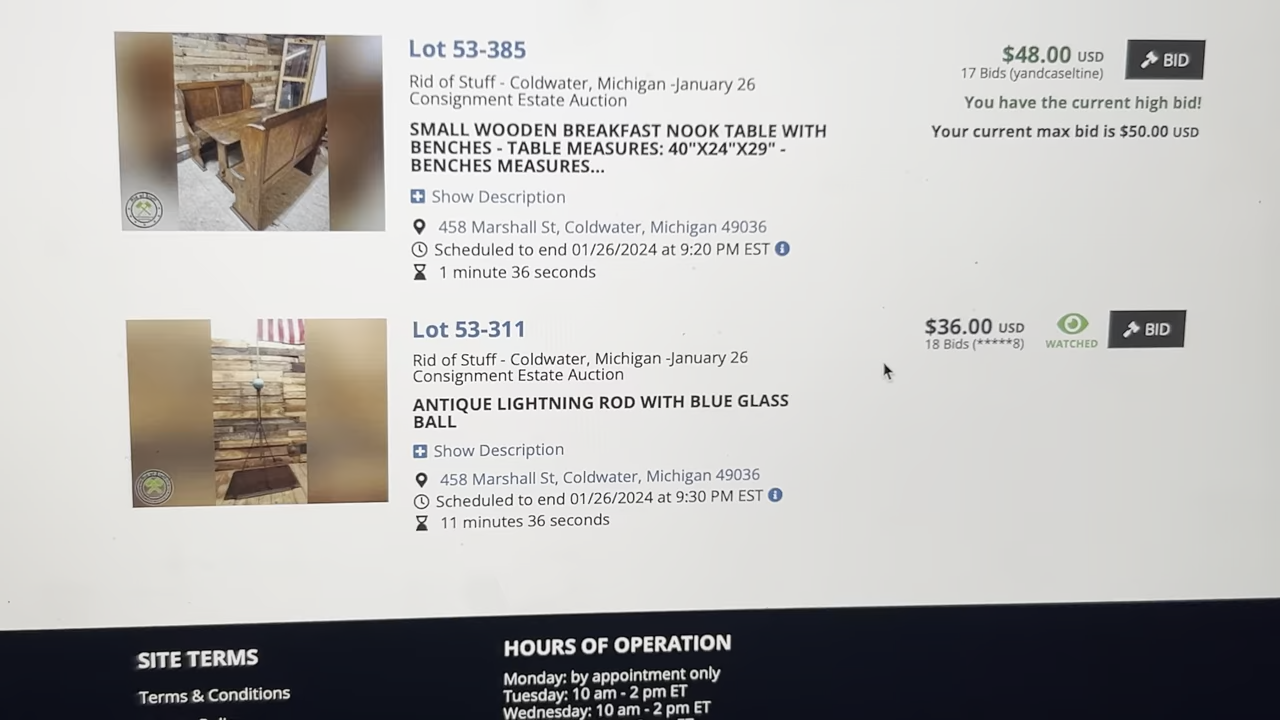 Lot 53-385
Rid of Stuff - Coldwater, Michigan -January 26
Consignment Estate Auction
SMALL WOODEN BREAKFAST NOOK TABLE WITH
BENCHES - TABLE MEASURES: 40"X24"X29" -
BENCHES MEASURES...
Show Description
458 Marshall St, Coldwater, Michigan 49036
Scheduled to end 01/26/2024 at 9:20 PM EST
1 minute 36 seconds
$48.00 USD
17 Bids (yandcaseltine)
BID
You have the current high bid!
Your current max bid is $50.00 USD
Lot 53-311
Rid of Stuff - Coldwater, Michigan -January 26
Consignment Estate Auction
ANTIQUE LIGHTNING ROD WITH BLUE GLASS
BALL
Show Description
458 Marshall St, Coldwater, Michigan 49036
Scheduled to end 01/26/2024 at 9:30 PM EST
11 minutes 36 seconds
$36.00 USD
18 Bids (*****8)
WATCHED
BID
SITE TERMS
Terms & Conditions
HOURS OF OPERATION
Monday: by appointment only
Tuesday: 10 am - 2 pm ET
Wednesday: 10 am - 2 pm ET